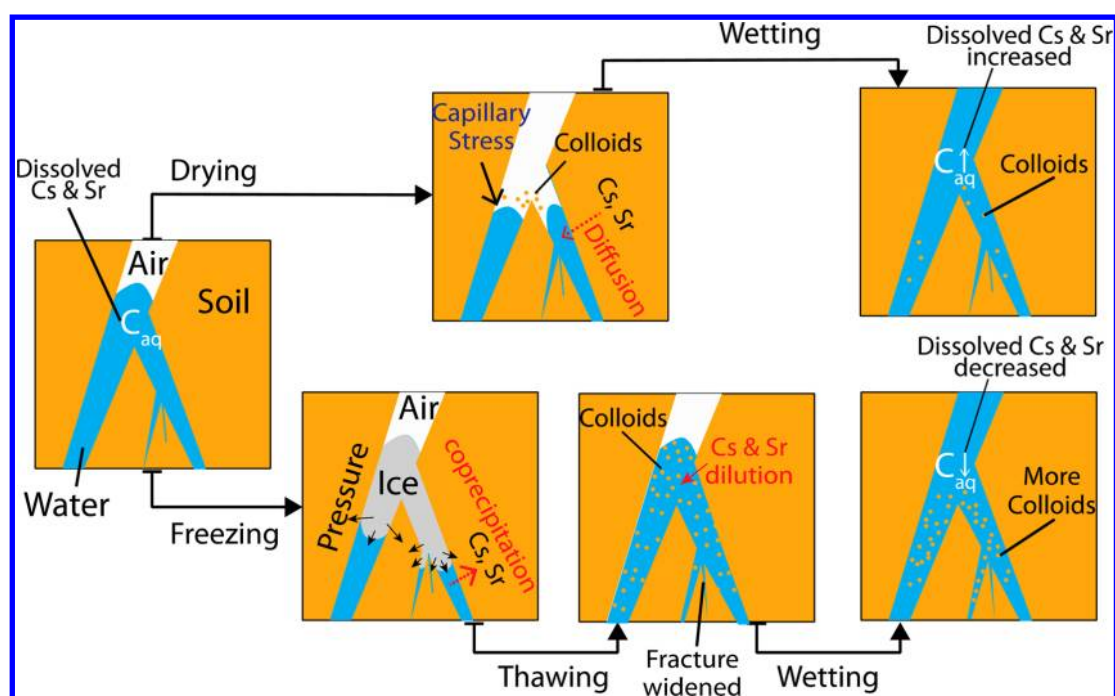 Wetting
Dissolved Cs & Sr
increased
Capillary
Stress
Colloids
Drying
Dissolved
Cs & Sr
Cs, Sr
Diffusion
C aq ↑
Colloids
Air
Soil
C aq
Water
Freezing
Air
Ice
Pressure
coprecipitation
Cs, Sr
Thawing
Colloids
Cs & Sr
dilution
Fracture
widened
Wetting
Dissolved Cs & Sr
decreased
C aq ↓
More
Colloids